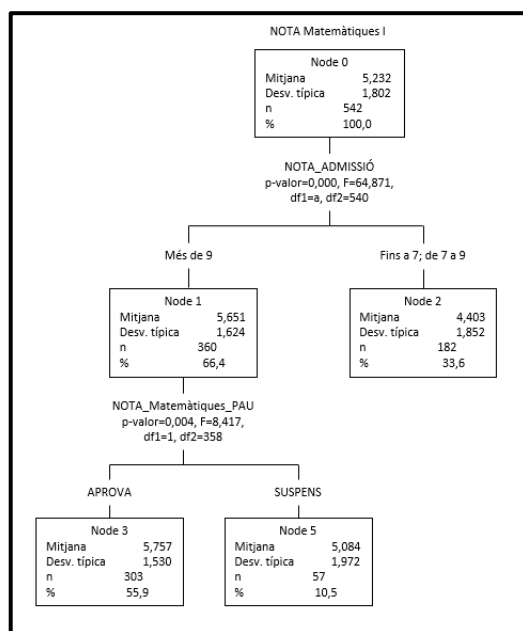 NOTA Matemàtiques I
Node 0
Mitjana 5,232
Desv. típica 1,802
n 542
% 100,0
NOTA_ADMISSIÓ
p-valor=0,000, F=64,871,
df1=a, df2=540
Més de 9
Fins a 7; de 7 a 9
Node 1
Mitjana 5,651
Desv. típica 1,624
n 360
% 66,4
Node 2
Mitjana 4,403
Desv. típica 1,852
n 182
% 33,6
NOTA_Matemàtiques_PAU
p-valor=0,004, F=8,417,
df1=1, df2=358
APROVA
SUSPENS
Node 3
Mitjana 5,757
Desv. típica 1,530
n 303
% 55,9
Node 5
Mitjana 5,084
Desv. típica 1,972
n 57
% 10,5